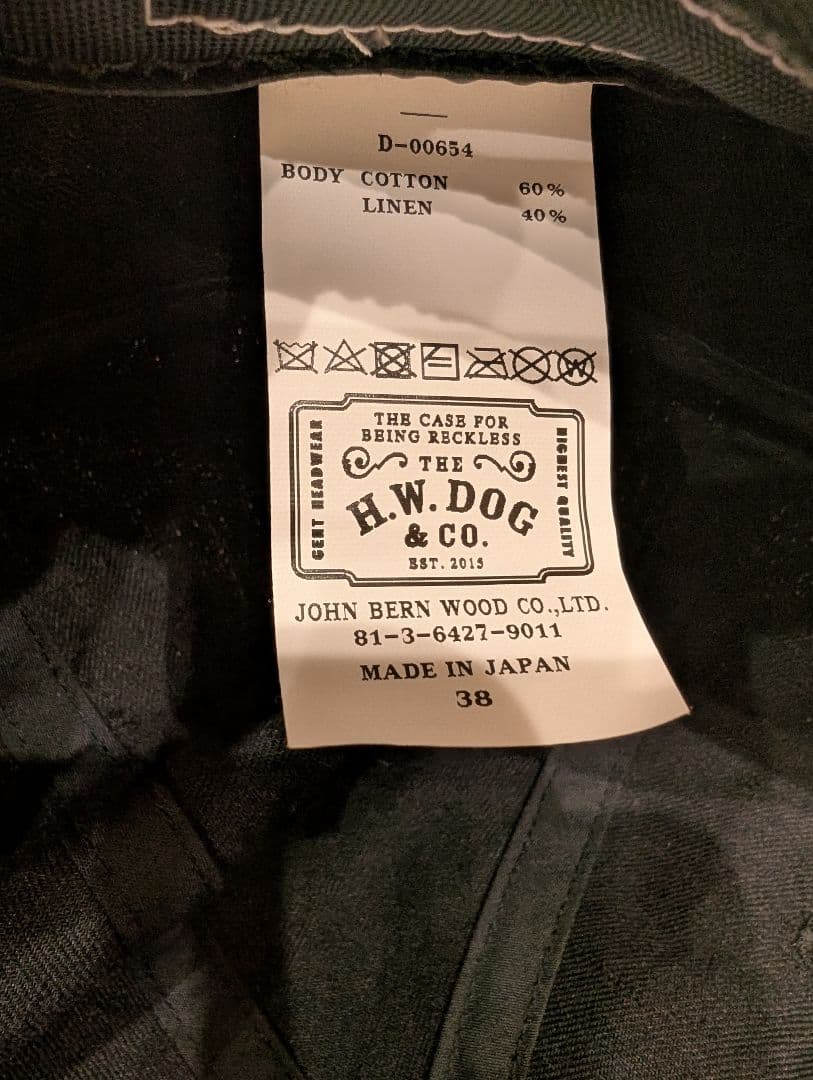 D-00654
BODY COTTON 60%
LINEN 40%
W
THE CASE FOR
BEING RECKLESS
THE
H.W. DOG
& CO.
EST. 2015
GENT HEADWEAR
HIGHEST QUALITY
JOHN BERN WOOD CO.,LTD.
81-3-6427-9011
MADE IN JAPAN
38